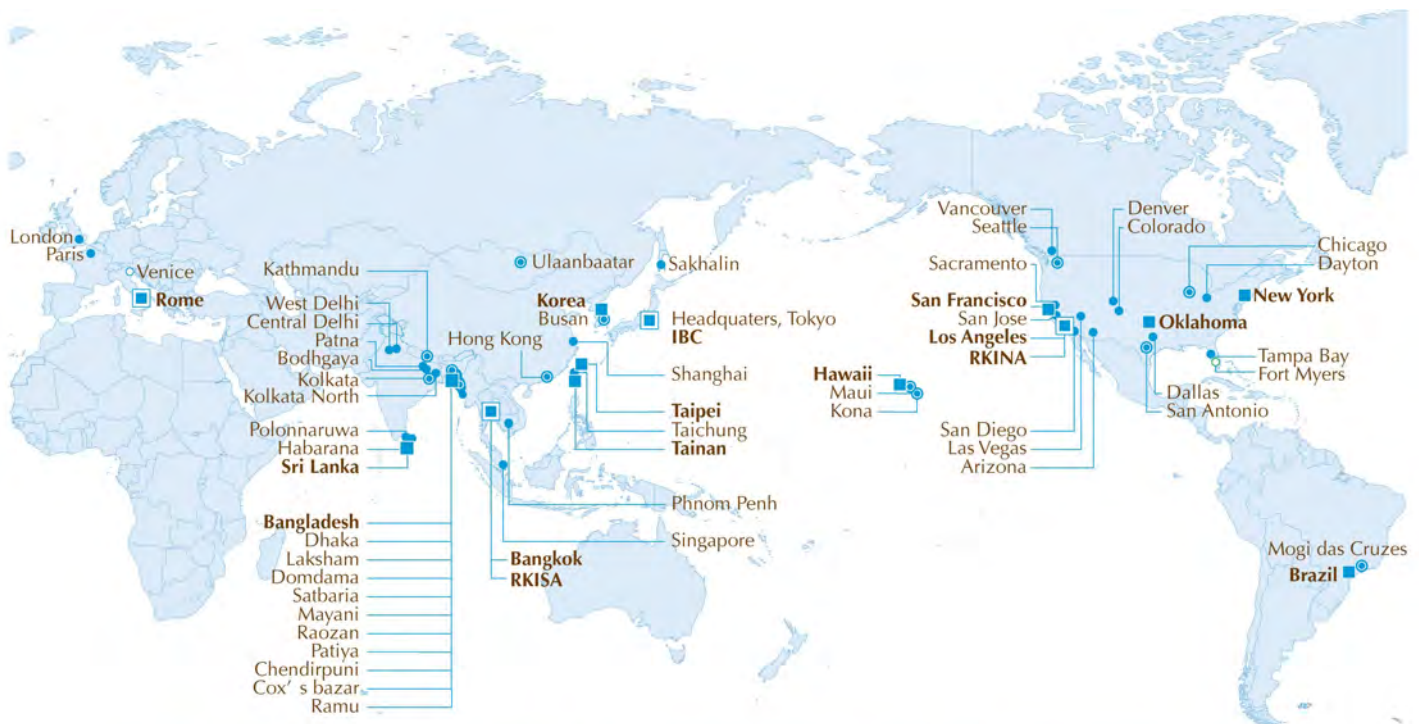 London
Paris
Venice
Rome
Kathmandu
West Delhi
Central Delhi
Patna
Bodhgaya
Kolkata
Kolkata North
Polonnaruwa
Habarana
Sri Lanka
Bangladesh
Dhaka
Laksham
Domdama
Satbaria
Mayani
Raozan
Patiya
Chendirpuni
Cox’ s bazar
Ramu
Ulaanbaatar
Sakhalin
Korea
Busan
Headquaters, Tokyo
IBC
Hong Kong
Shanghai
Taipei
Taichung
Tainan
Phnom Penh
Singapore
Bangkok
RKISA
Hawaii
Maui
Kona
Vancouver
Seattle
Sacramento
San Francisco
San Jose
Los Angeles
RKINA
San Diego
Las Vegas
Arizona
Denver
Colorado
Chicago
Dayton
New York
Oklahoma
Tampa Bay
Fort Myers
Dallas
San Antonio
Mogi das Cruzes
Brazil